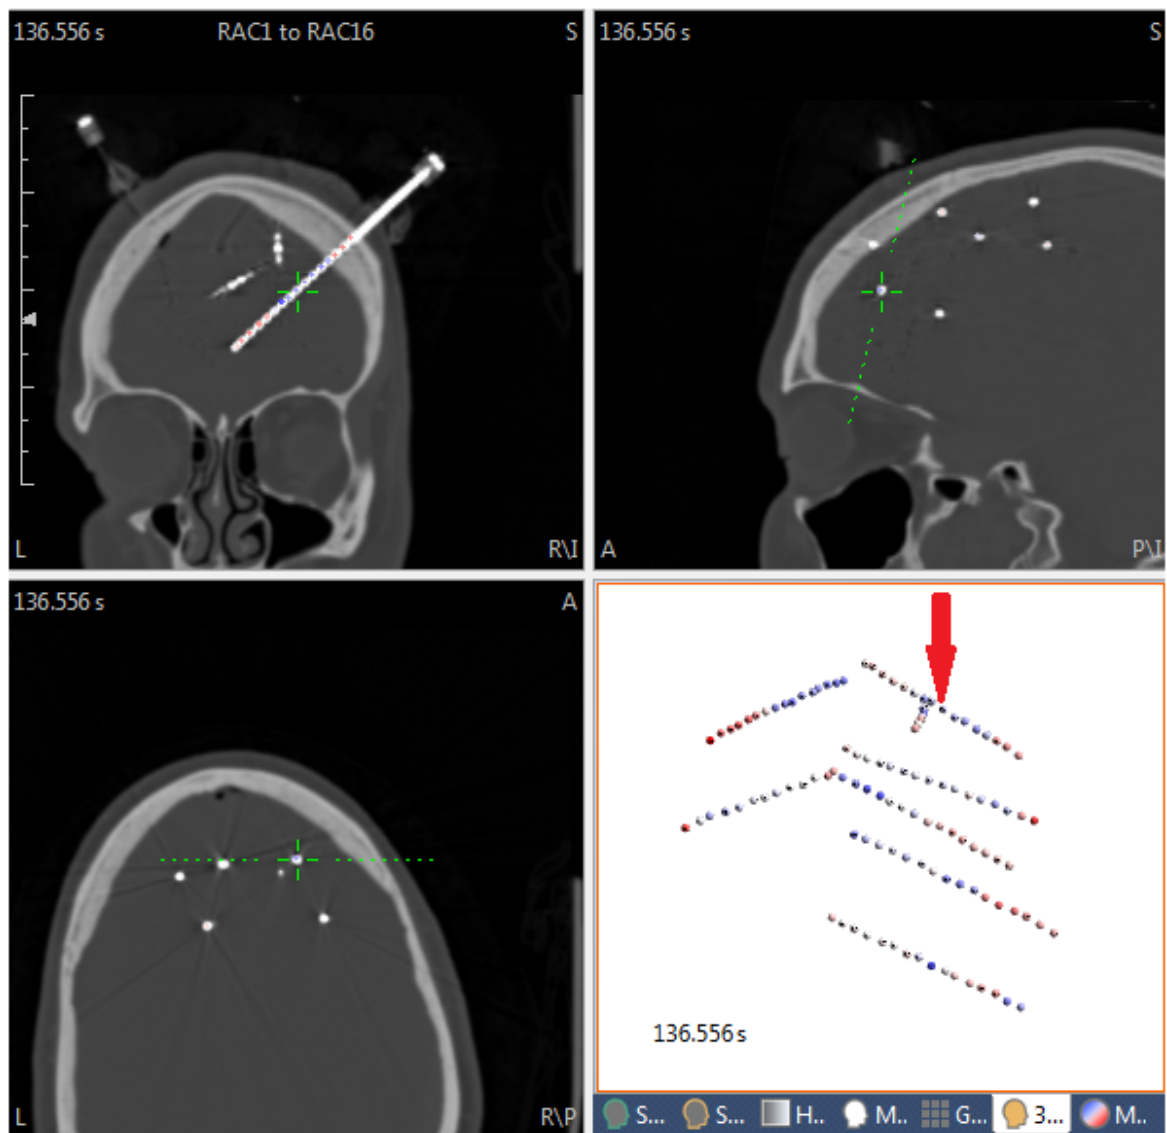 136.556 s RAC1 to RAC16 S
136.556 s S
L R\I
A P\I
136.556 s A
136.556 s
L R\P
S... S... H.. M.. G... 3... M..